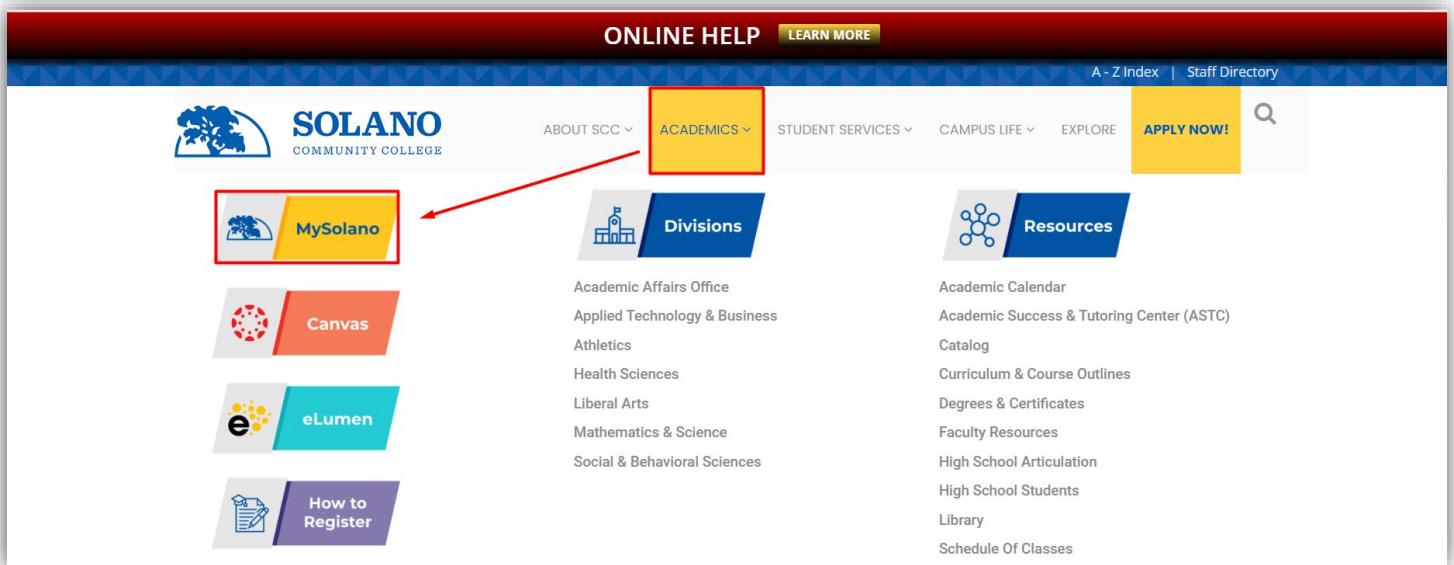 ONLINE HELP LEARN MORE
A - Z Index | Staff Directory
SOLANO
COMMUNITY COLLEGE
ABOUT SCC ACADEMICS STUDENT SERVICES CAMPUS LIFE EXPLORE APPLY NOW!
MySolano
Canvas
eLumen
How to
Register
Divisions
Academic Affairs Office
Applied Technology & Business
Athletics
Health Sciences
Liberal Arts
Mathematics & Science
Social & Behavioral Sciences
Resources
Academic Calendar
Academic Success & Tutoring Center (ASTC)
Catalog
Curriculum & Course Outlines
Degrees & Certificates
Faculty Resources
High School Articulation
High School Students
Library
Schedule Of Classes